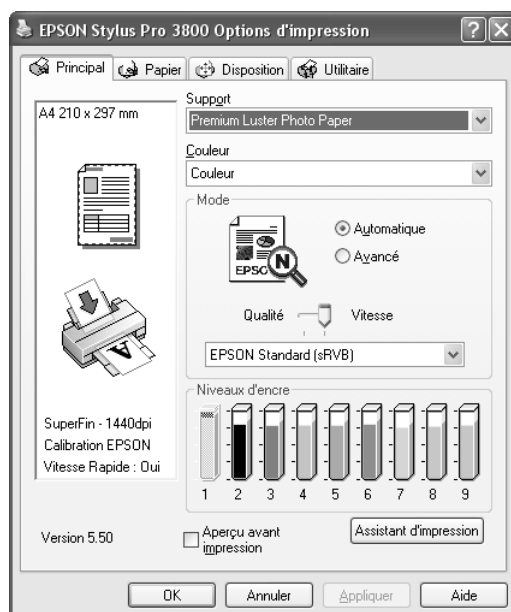 EPSON Stylus Pro 3800 Options d'impression
Principal
Papier
Disposition
Utilitaire
A4 210 x 297 mm
Support
Premium Luster Photo Paper
Couleur
Couleur
Mode
Automatique
Avancé
EPSON
N
Qualité
Vitesse
EPSON Standard (sRVB)
SuperFin - 1440dpi
Calibration EPSON
Vitesse Rapide : Oui
Niveaux d'encre
1 2 3 4 5 6 7 8 9
Version 5.50
Aperçu avant
impression
Assistant d'impression
OK
Annuler
Appliquer
Aide